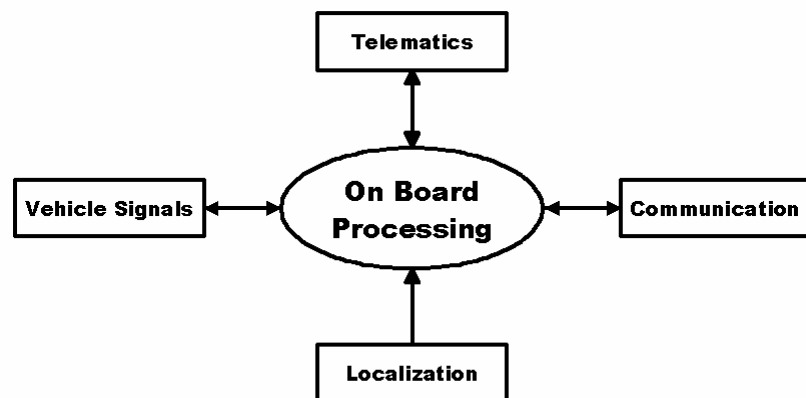 Telematics
Vehicle Signals
On Board
Processing
Communication
Localization